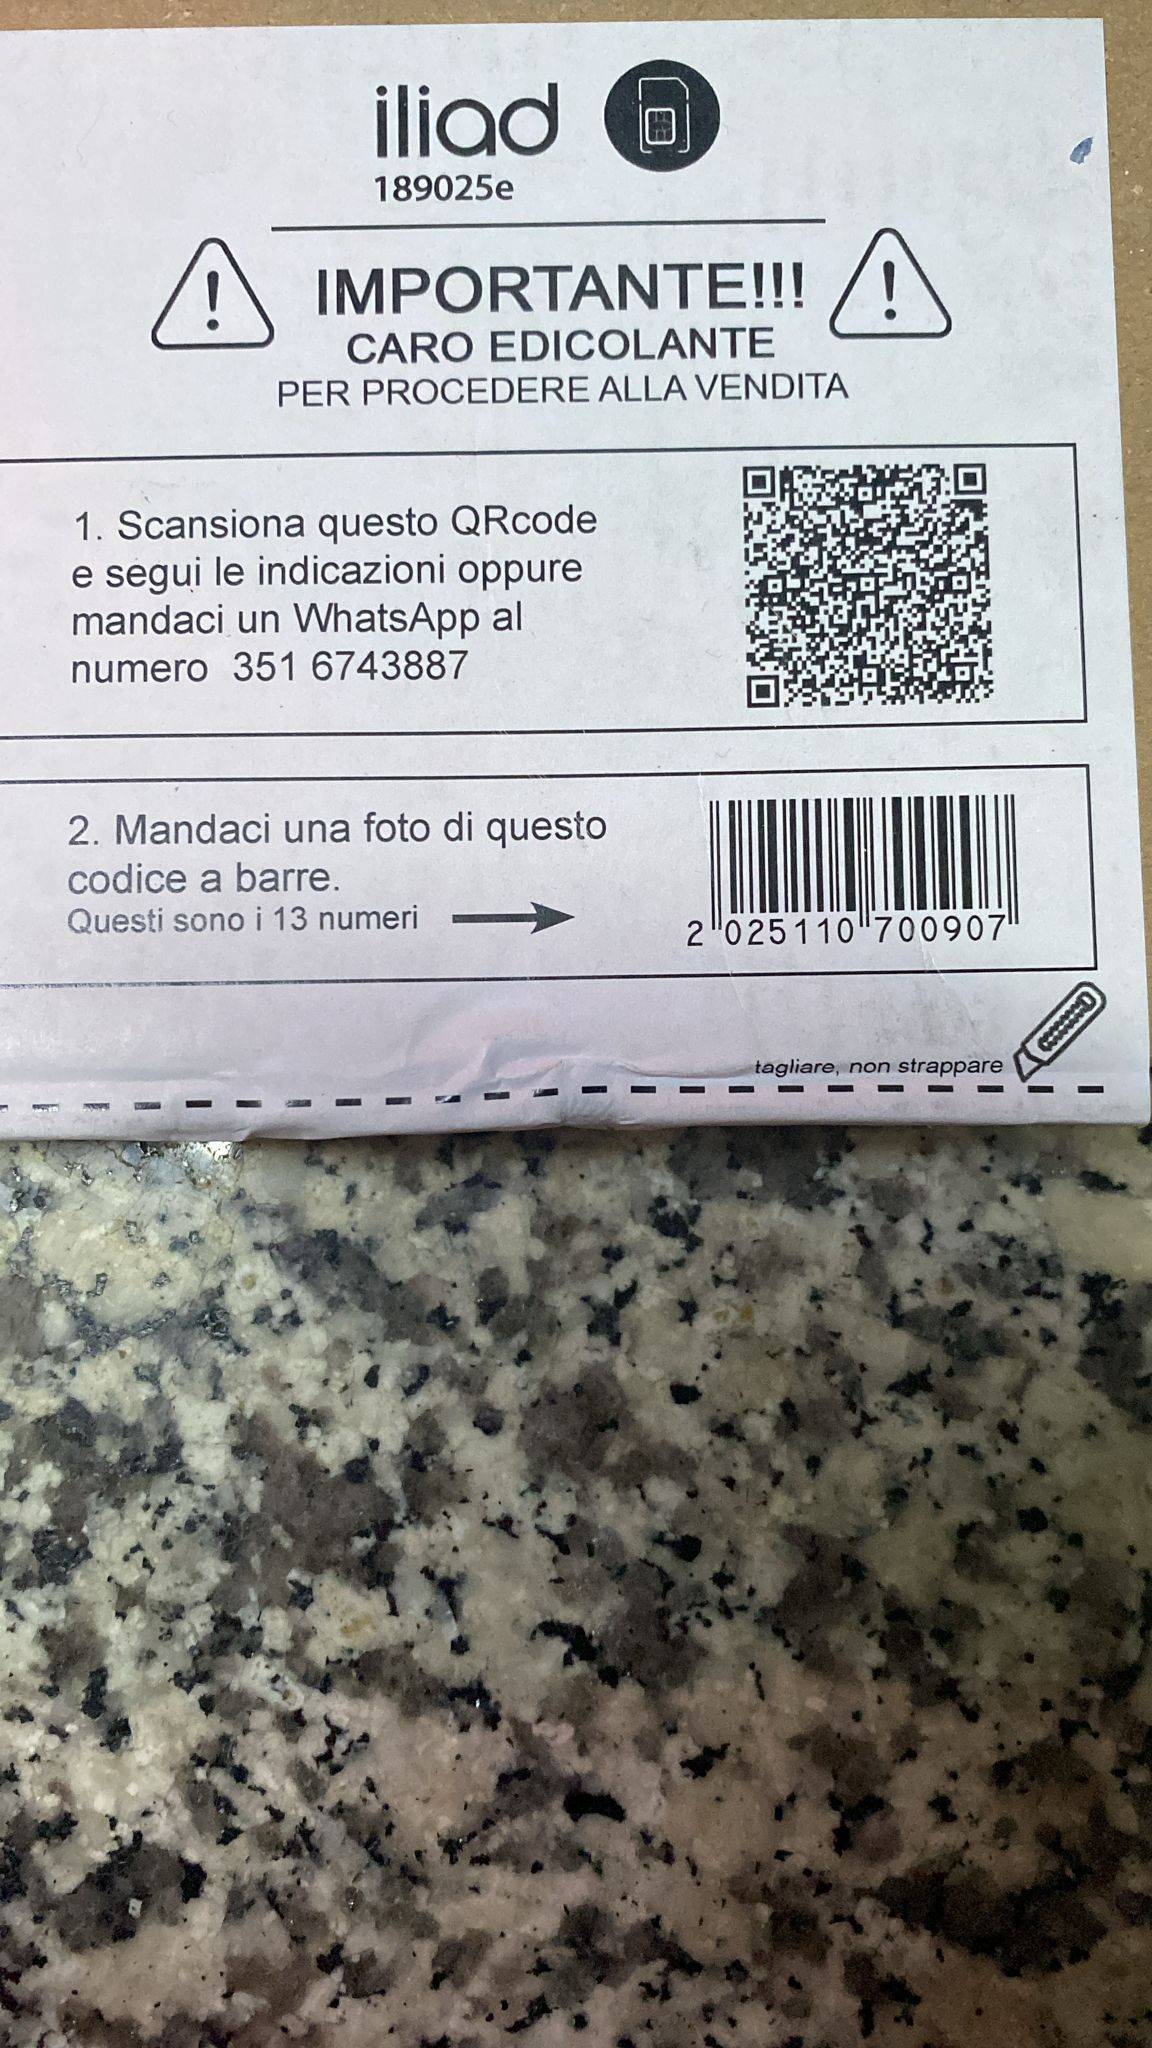 iliad
189025e
IMPORTANTE!!!
CARO EDICOLANTE
PER PROCEDERE ALLA VENDITA
1. Scansiona questo QRcode
e segui le indicazioni oppure
mandaci un WhatsApp al
numero 351 6743887
2. Mandaci una foto di questo
codice a barre.
Questi sono i 13 numeri
2 025110 700907
tagliare, non strappare